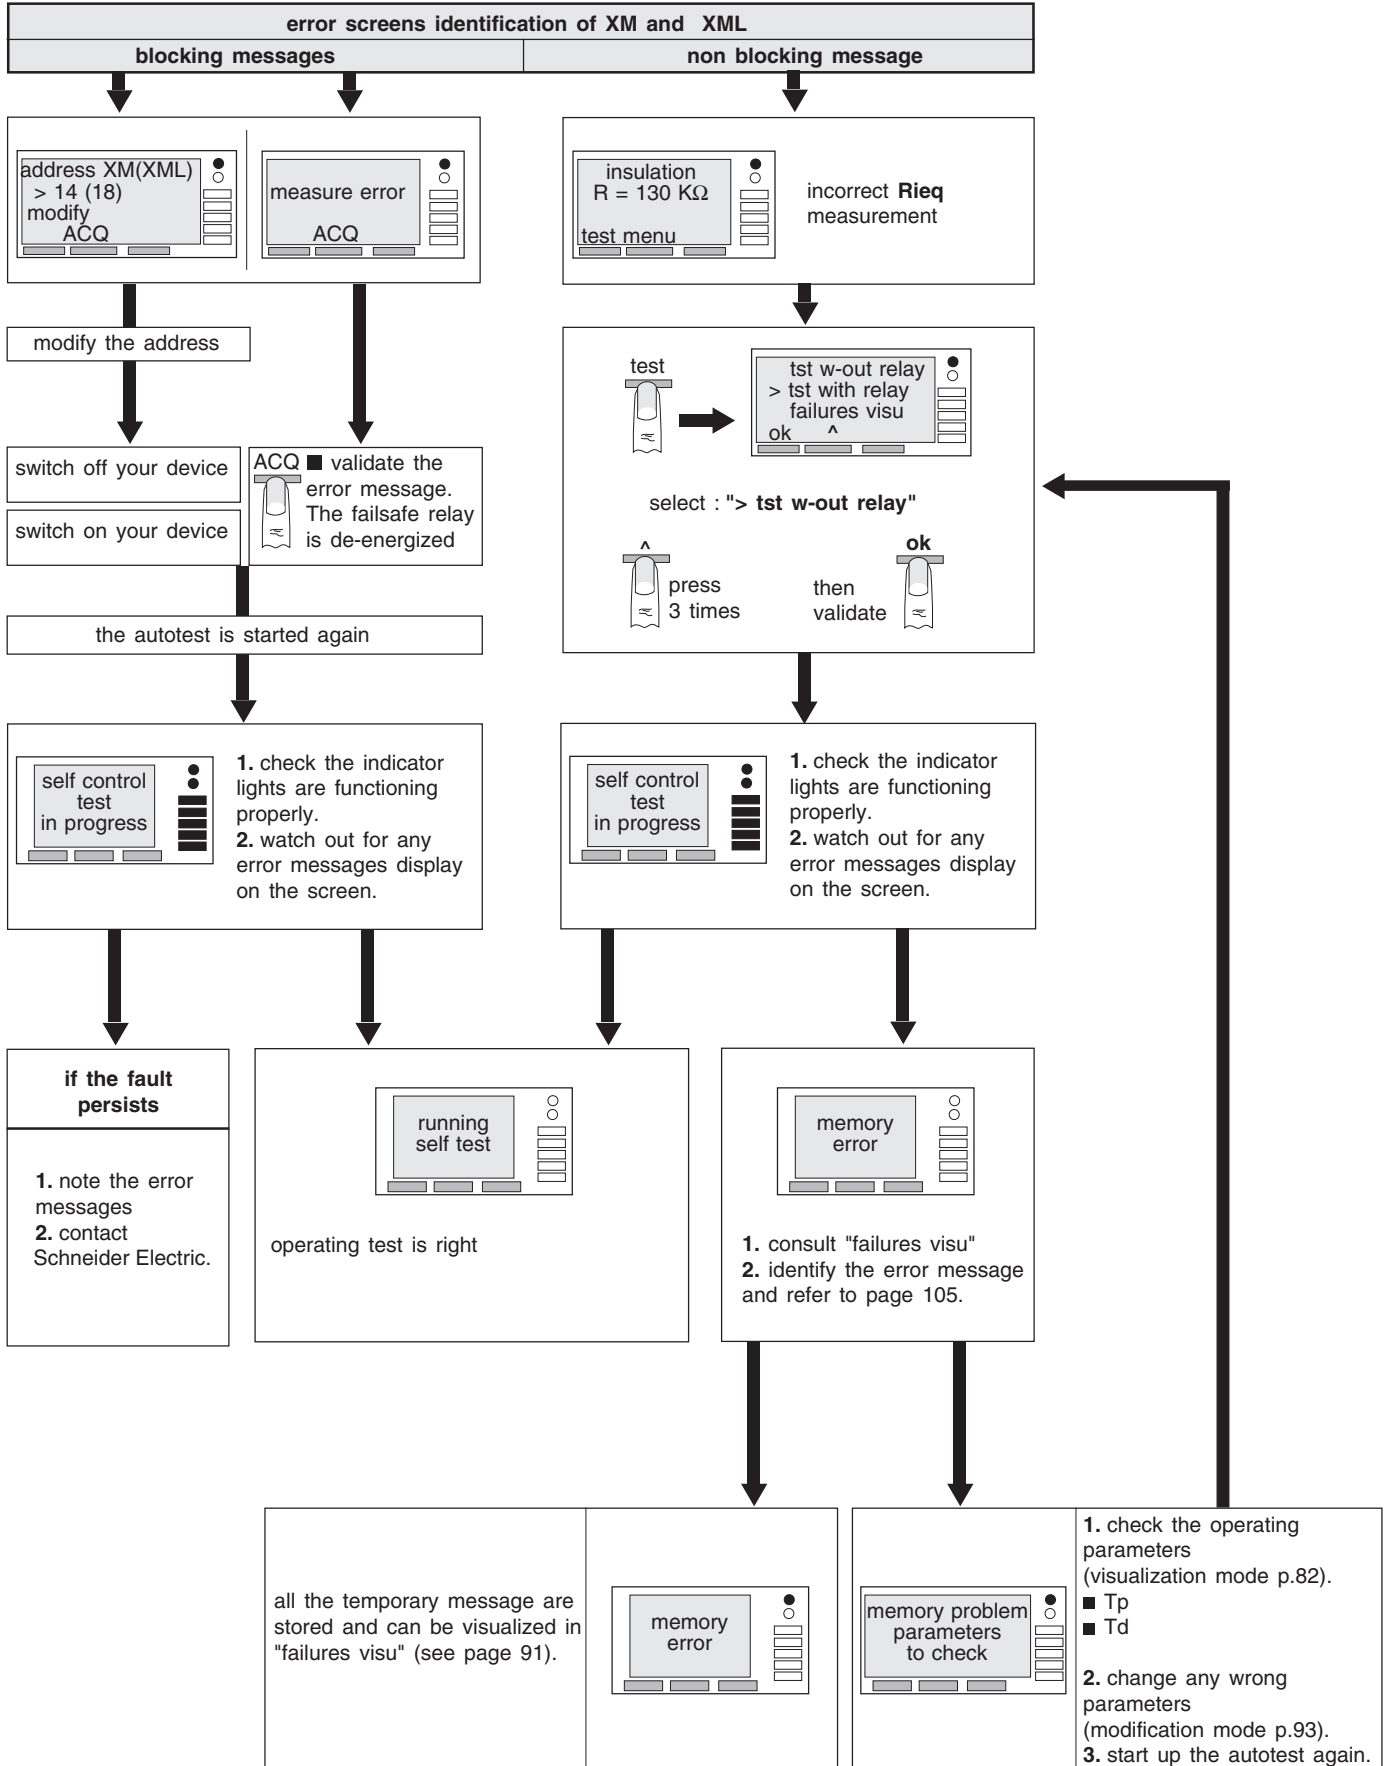 error screens identification of XM and XML
blocking messages
non blocking message
address XM(XML)
> 14 (18)
modify
ACQ
measure error
ACQ
insulation
R = 130 KΩ
test menu
incorrect Rieq
measurement
modify the address
switch off your device
switch on your device
ACQ
■ validate the
error message.
The failsafe relay
is de-energized
the autotest is started again
test
tst w-out relay
> tst with relay
failures visu
ok ^
select : "> tst w-out relay"
^
press
3 times
then
validate
ok
self control
test
in progress
1. check the indicator
lights are functioning
properly.
2. watch out for any
error messages display
on the screen.
self control
test
in progress
1. check the indicator
lights are functioning
properly.
2. watch out for any
error messages display
on the screen.
if the fault
persists
1. note the error
messages
2. contact
Schneider Electric.
running
self test
operating test is right
memory
error
1. consult "failures visu"
2. identify the error message
and refer to page 105.
all the temporary message are
stored and can be visualized in
"failures visu" (see page 91).
memory
error
memory problem
parameters
to check
1. check the operating
parameters
(visualization mode p.82).
■ Tp
■ Td
2. change any wrong
parameters
(modification mode p.93).
3. start up the autotest again.